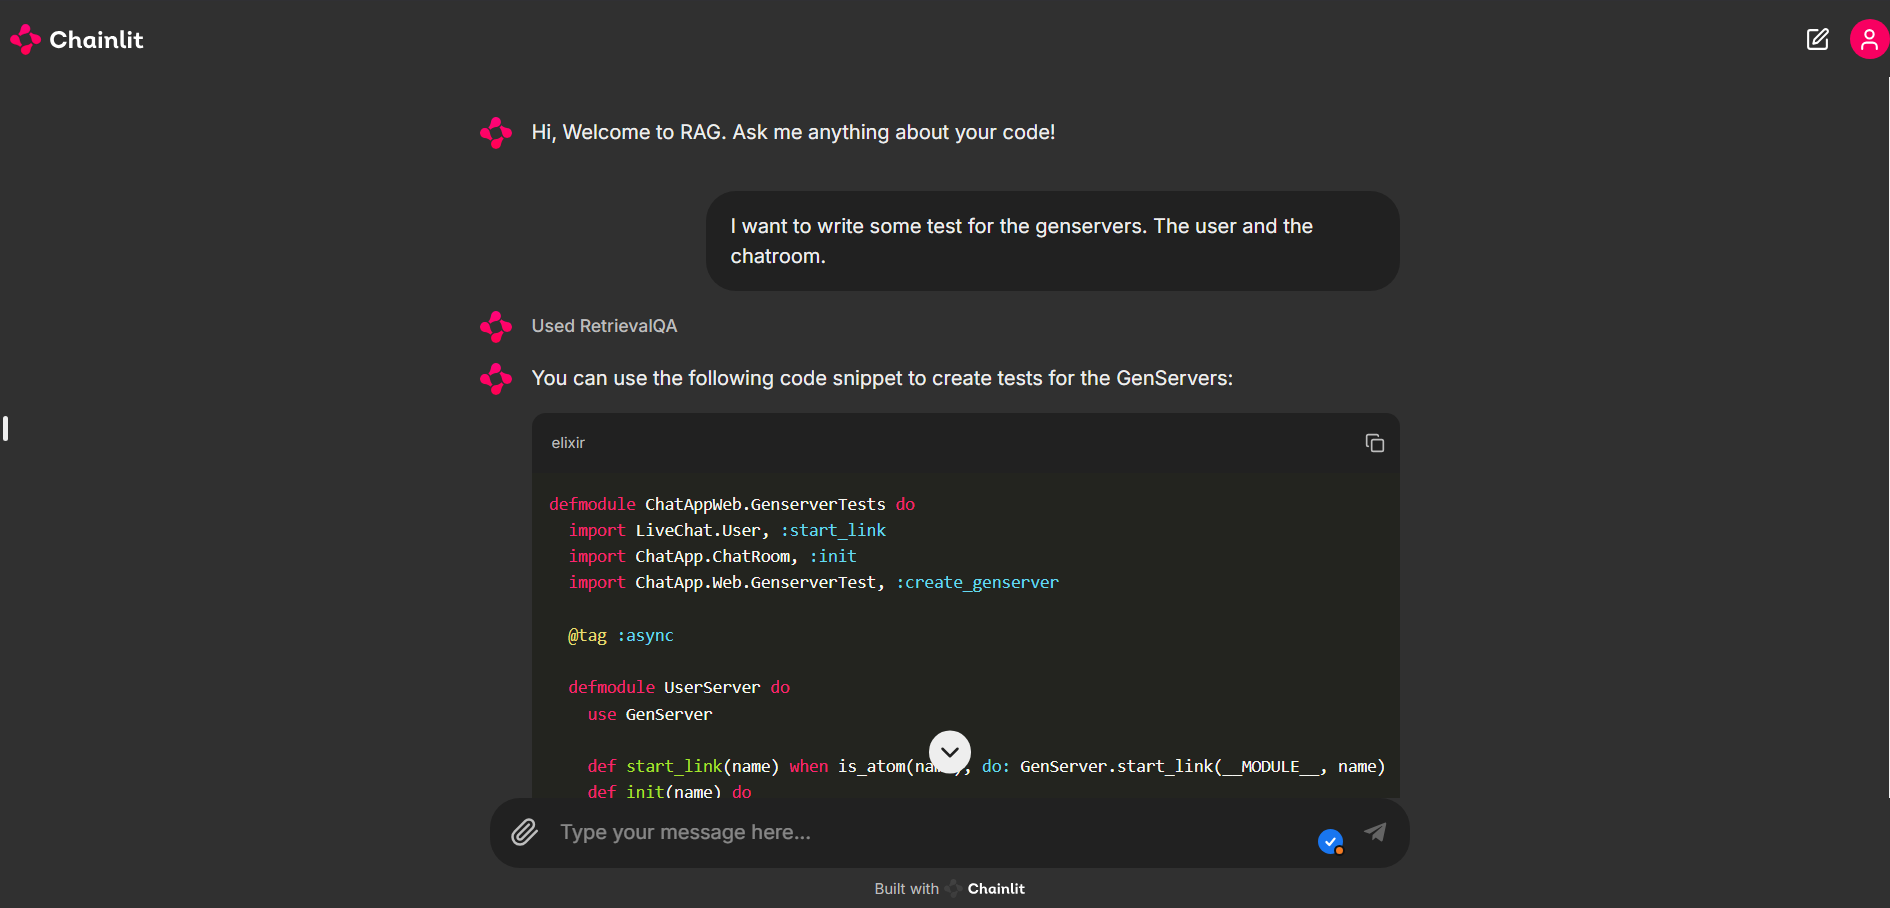 Chainlit
Hi, Welcome to RAG. Ask me anything about your code!
I want to write some test for the genservers. The user and the
chatroom.
Used RetrievalQA
You can use the following code snippet to create tests for the GenServers:
elixir
defmodule ChatAppWeb.GenserverTests do
  import LiveChat.User, :start_link
  import ChatApp.ChatRoom, :init
  import ChatApp.Web.GenserverTest, :create_genserver
  @tag :async
  defmodule UserServer do
    use GenServer
    def start_link(name) when is_atom(na , do: GenServer.start_link(__MODULE__, name)
    def init(name) do
Type your message here...
Built with Chainlit